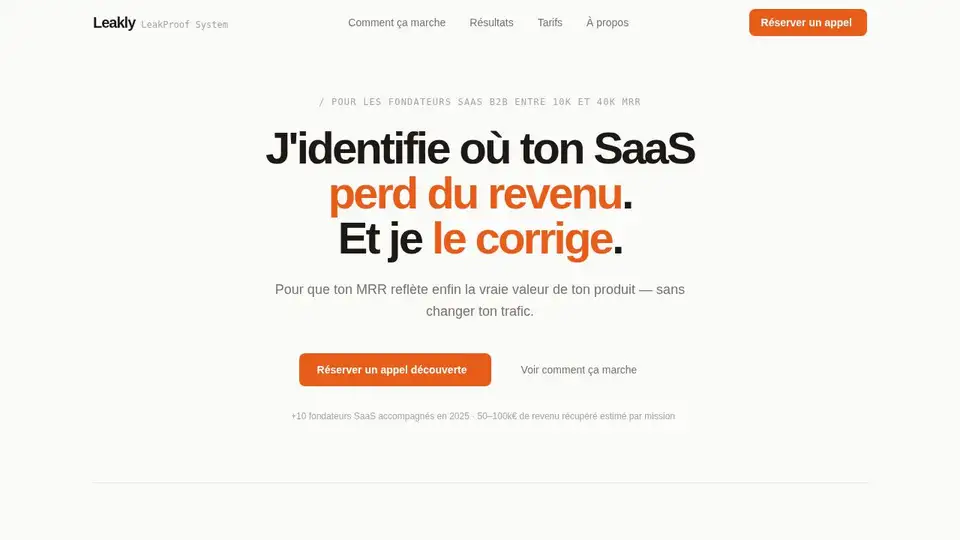 Leakly LeakProof System Comment ça marche Résultats Tarifs À propos Réserver un appel
/ POUR LES FONDATEURS SAAS B2B ENTRE 10K ET 40K MRR
J'identifie où ton SaaS
perd du revenu.
Et je le corrige.
Pour que ton MRR reflète enfin la vraie valeur de ton produit — sans
changer ton trafic.
Réserver un appel découverte Voir comment ça marche
+10 fondateurs SaaS accompagnés en 2025 · 50–100k€ de revenu récupéré estimé par mission